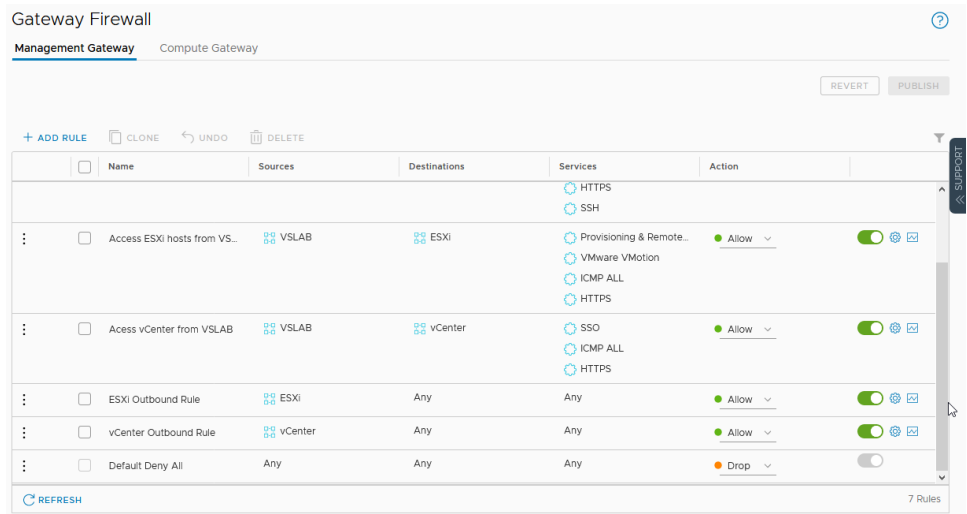 Gateway Firewall
Management Gateway Compute Gateway
REVERT PUBLISH
+ ADD RULE CLONE UNDO DELETE
SUPPORT
Name Sources Destinations Services Action
HTTPS
SSH
Access ESXi hosts from VS... VSLAB ESXi Provisioning & Remote... Allow
VMware VMotion
ICMP ALL
HTTPS
Acess vCenter from VSLAB VSLAB vCenter SSO Allow
ICMP ALL
HTTPS
ESXi Outbound Rule ESXi Any Any Allow
vCenter Outbound Rule vCenter Any Any Allow
Default Deny All Any Any Any Drop
REFRESH 7 Rules